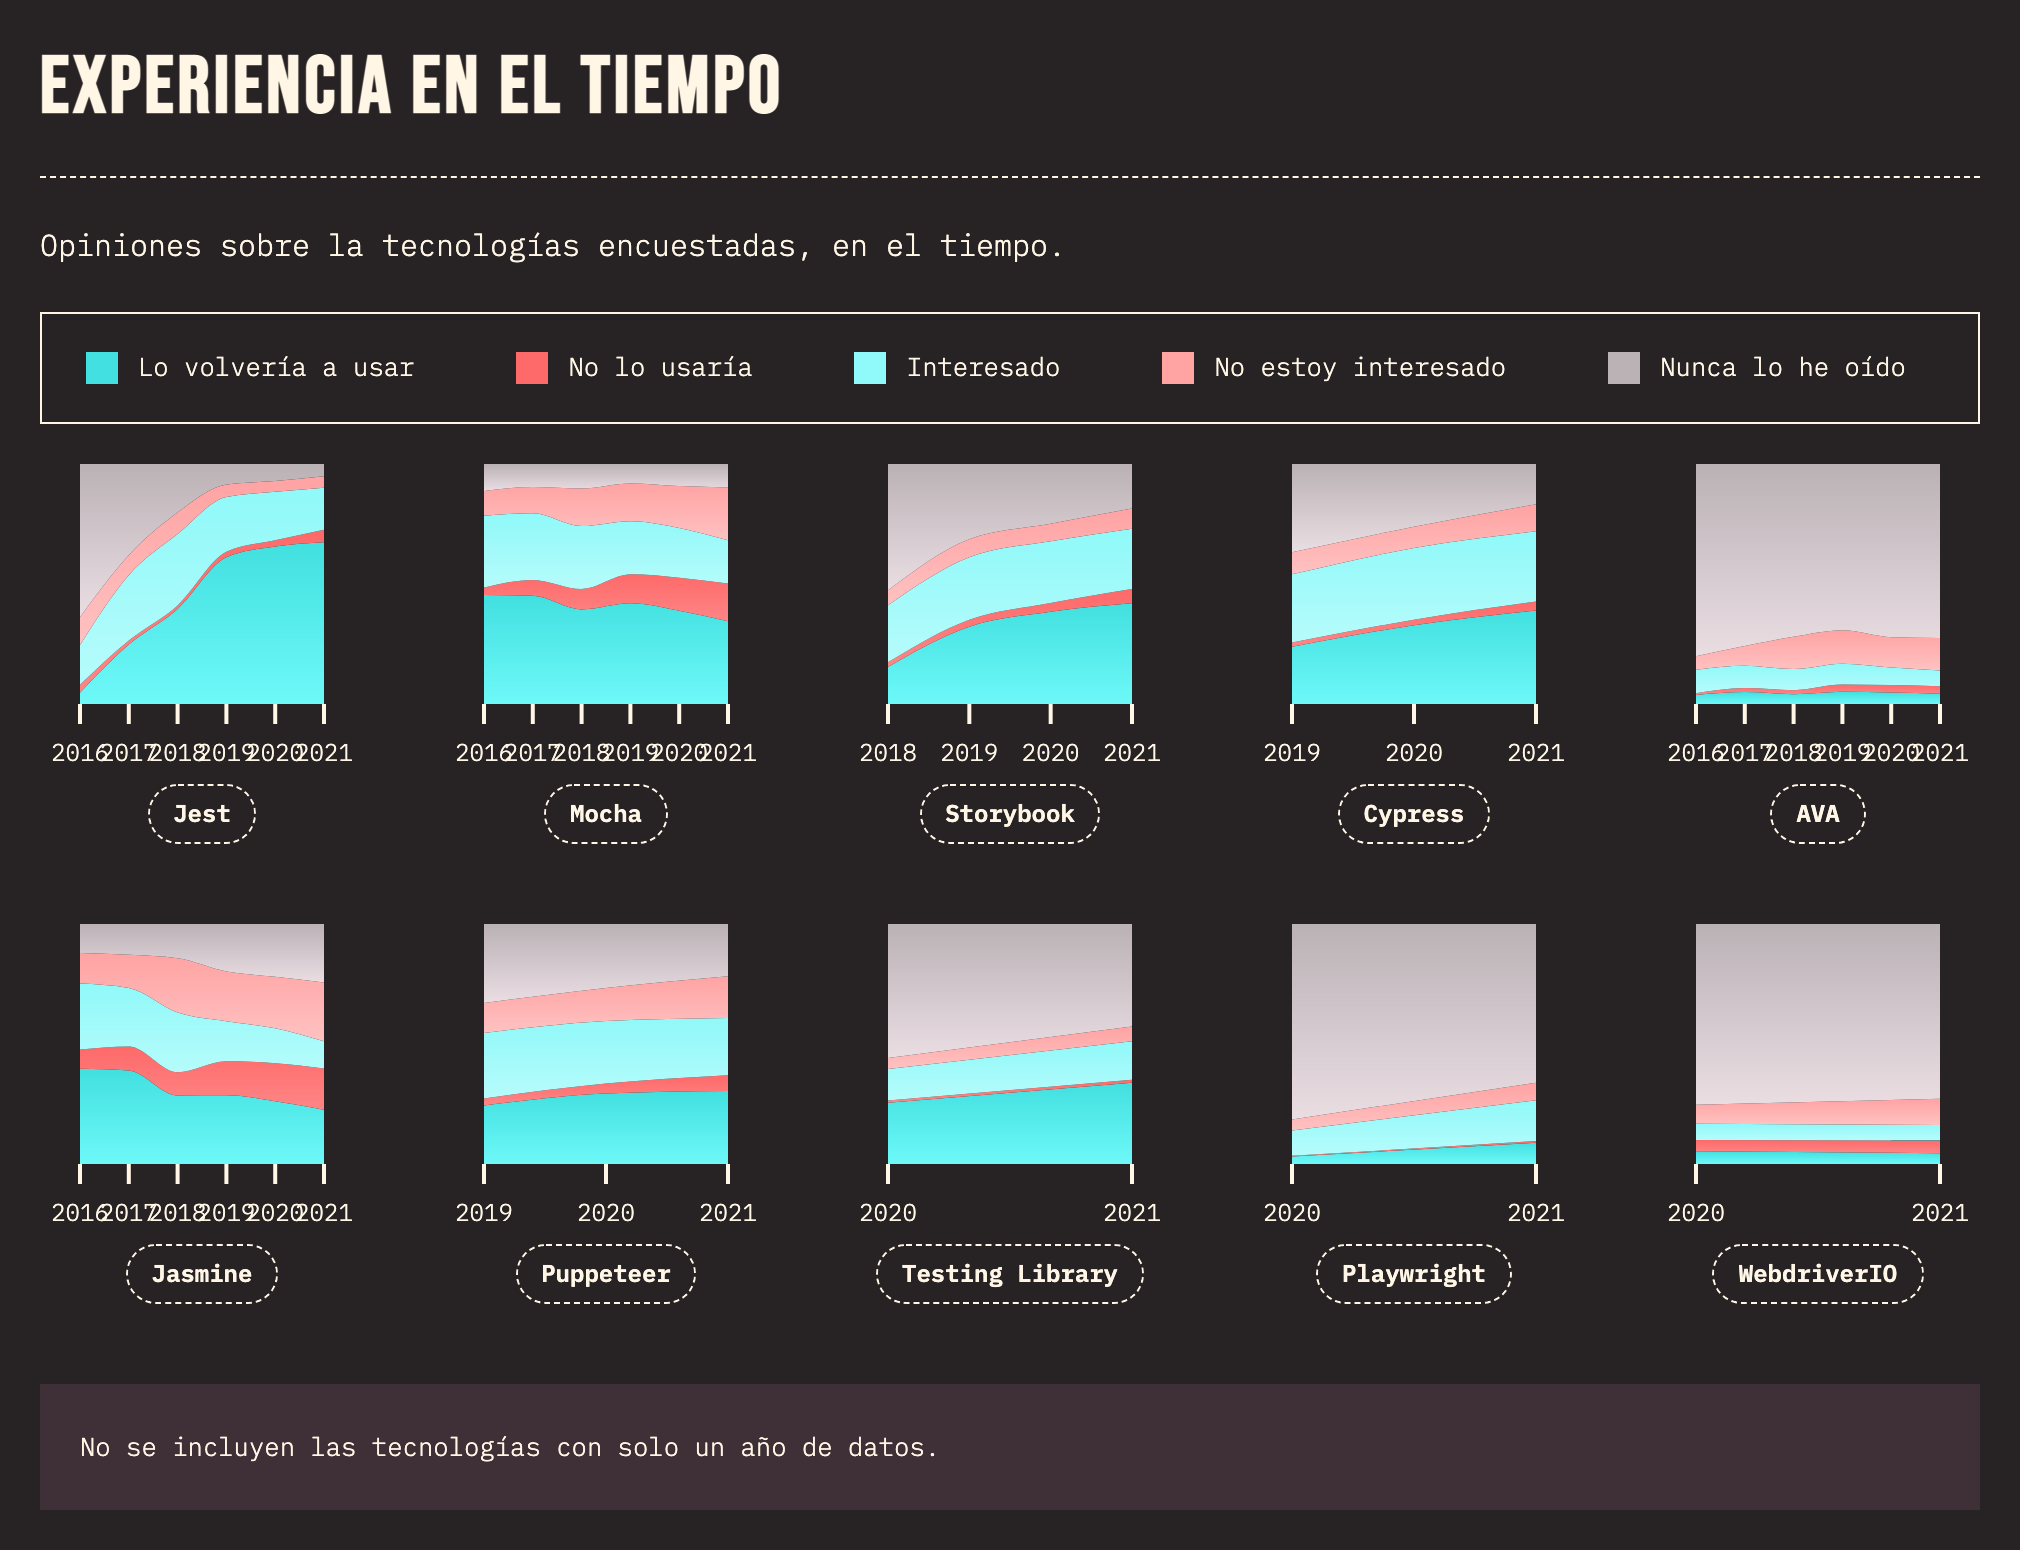 EXPERIENCIA EN EL TIEMPO
Opiniones sobre la tecnologías encuestadas, en el tiempo.
Lo volvería a usar No lo usaría Interesado No estoy interesado Nunca lo he oído
2016 2017 2018 2019 2020 2021 2016 2017 2018 2019 2020 2021 2018 2019 2020 2021 2019 2020 2021 2016 2017 2018 2019 2020 2021
Jest Mocha Storybook Cypress AVA
2016 2017 2018 2019 2020 2021 2019 2020 2021 2020 2021 2020 2021 2020 2021
Jasmine Puppeteer Testing Library Playwright WebdriverIO
No se incluyen las tecnologías con solo un año de datos.